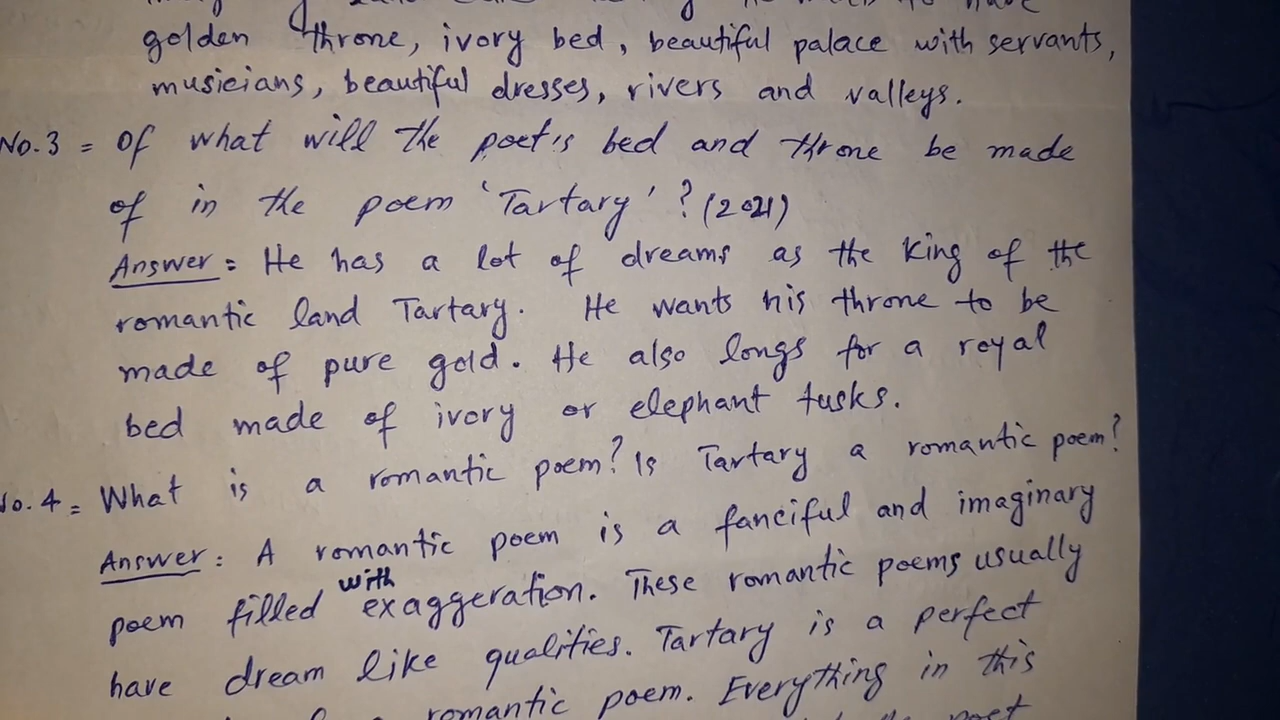 golden throne, ivory bed, beautiful palace with servants,
musicians, beautiful dresses, rivers and valleys.
No.3 = Of what will the poet's bed and throne be made
of in the poem 'Tartary'? (2021)
Answer: He has a lot of dreams as the King of the
romantic land Tartary. He wants his throne to be
made of pure gold. He also longs for a royal
bed made of ivory or elephant tusks.
No.4 = What is a romantic poem? Is Tartary a romantic poem?
Answer: A romantic poem is a fanciful and imaginary
poem filled with exaggeration. These romantic poems usually
have dream like qualities. Tartary is a perfect
romantic poem. Everything in this
poet